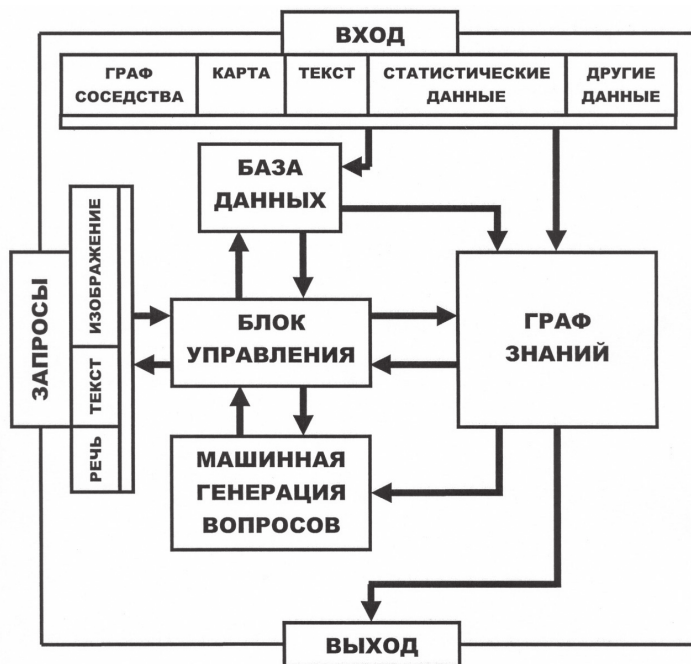 ВХОД
ГРАФ
СОСЕДСТВА
КАРТА
ТЕКСТ
СТАТИСТИЧЕСКИЕ
ДАННЫЕ
ДРУГИЕ
ДАННЫЕ
БАЗА
ДАННЫХ
ЗАПРОСЫ
ИЗОБРАЖЕНИЕ
ТЕКСТ
РЕЧЬ
БЛОК
УПРАВЛЕНИЯ
ГРАФ
ЗНАНИЙ
МАШИННАЯ
ГЕНЕРАЦИЯ
ВОПРОСОВ
ВЫХОД